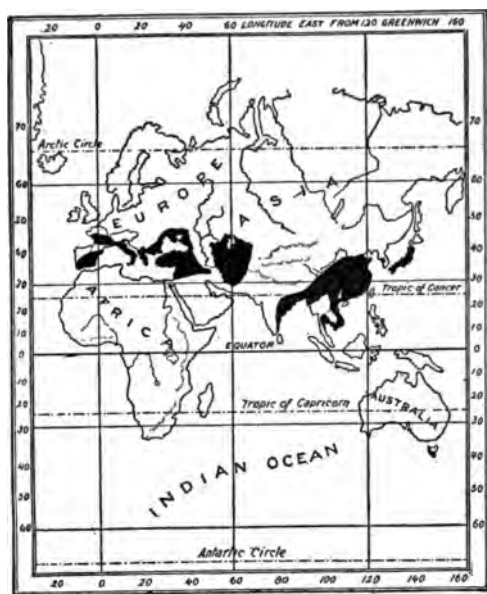 20 0 20 40 60 LONGITUDE EAST FROM 120 GREENWICH 160
70 70
Arctic Circle
60 60
EUROPE
ASIA
50 50
40 40
30 30
Tropic of Cancer
20 20
AFRICA
10 10
EQUATOR
0 0
10 10
20 20
Tropic of Capricorn
AUSTRALIA
30 30
40 40
INDIAN OCEAN
50 50
60 60
Antartic Circle
20 0 20 40 60 80 100 120 140 160